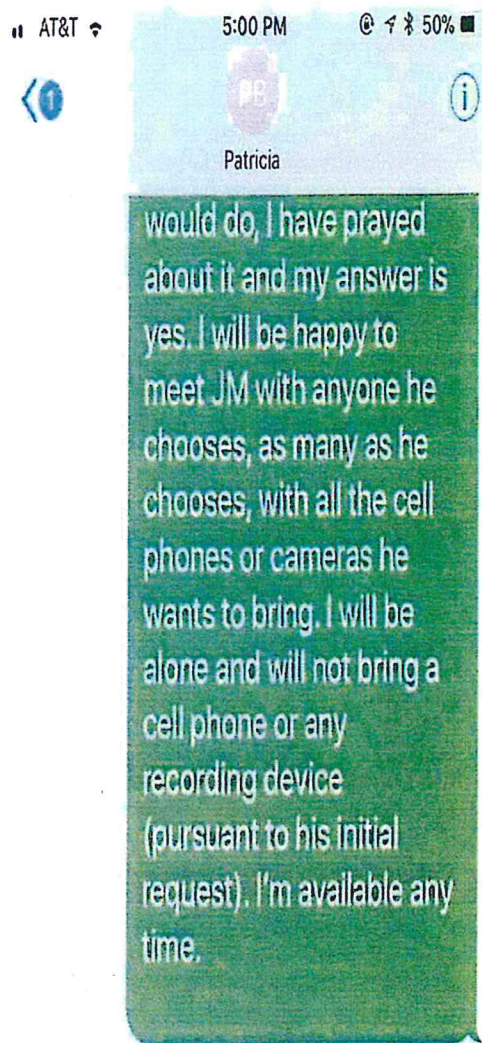 AT&T 5:00 PM 50%
1 PB i
Patricia
would do, I have prayed
about it and my answer is
yes. I will be happy to
meet JM with anyone he
chooses, as many as he
chooses, with all the cell
phones or cameras he
wants to bring. I will be
alone and will not bring a
cell phone or any
recording device
(pursuant to his initial
request). I'm available any
time.